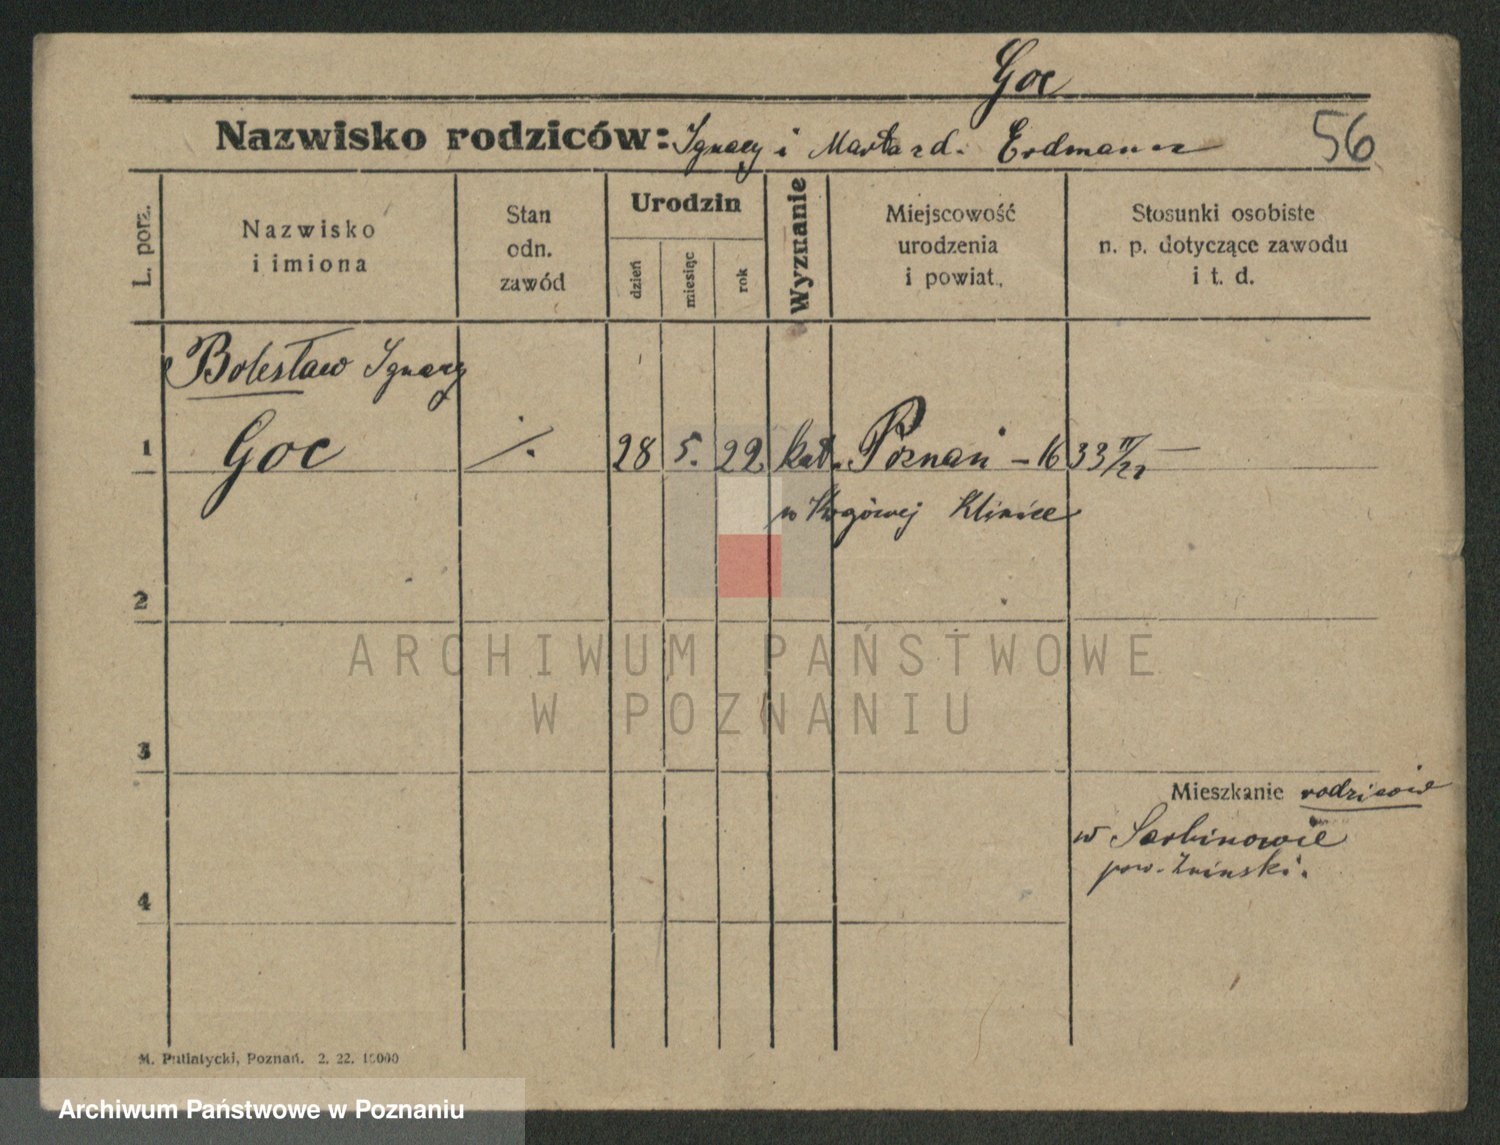 Goc
Nazwisko rodziców: Ignacy i Marta z d. Erdmann
56
L. porz.
Nazwisko
i imiona
Stan
odn.
zawód
Urodzin
dzień
miesiąc
rok
Wyznanie
Miejscowość
urodzenia
i powiat.
Stosunki osobiste
n. p. dotyczące zawodu
i t. d.
Bolesław Ignacy
1 Goc ./. 28 5. 22. kat. Poznań – 1633
w Klinice
2
3
Mieszkanie rodziców
w Sarbinowie
pow. Żniński.
4
M. Putiatycki, Poznań. 2. 22. 10000
ARCHIWUM PAŃSTWOWE
W POZNANIU
Archiwum Państwowe w Poznaniu